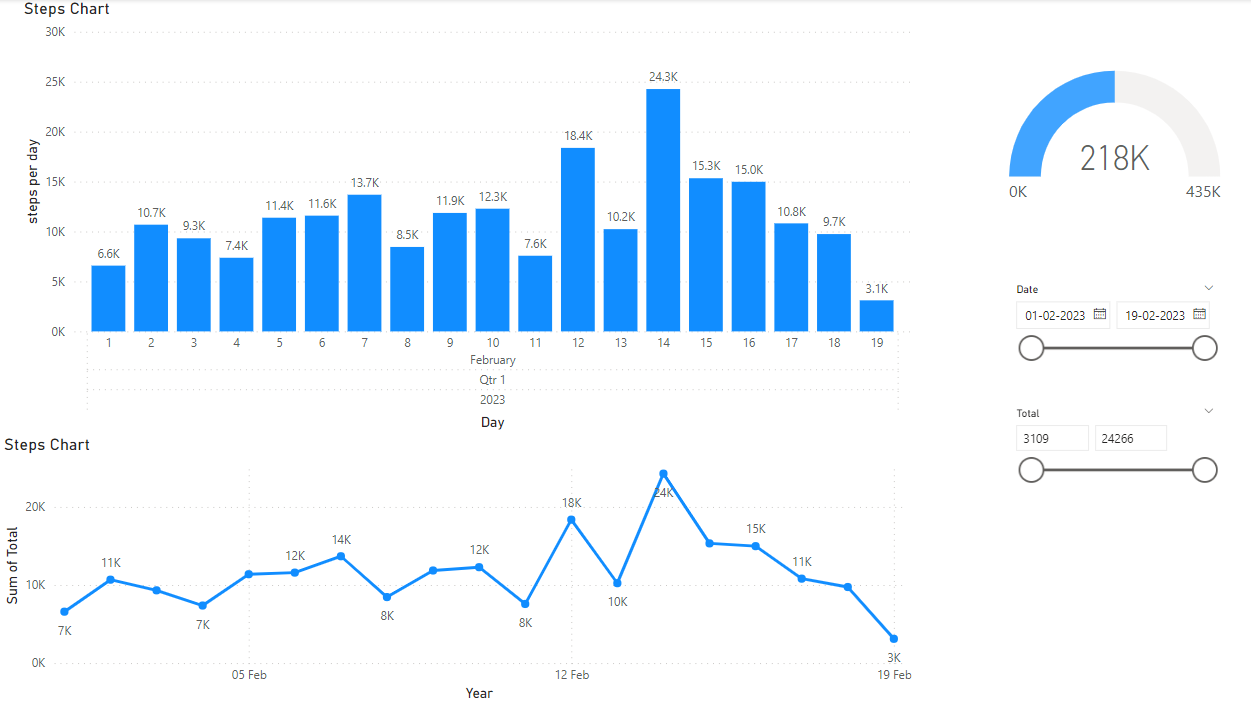 Steps Chart
30K
25K
20K
15K
10K
5K
0K
steps per day
6.6K 10.7K 9.3K 7.4K 11.4K 11.6K 13.7K 8.5K 11.9K 12.3K 7.6K 18.4K 10.2K 24.3K 15.3K 15.0K 10.8K 9.7K 3.1K
1 2 3 4 5 6 7 8 9 10 11 12 13 14 15 16 17 18 19
February
Qtr 1
2023
Day
218K
0K 435K
Date
01-02-2023 19-02-2023
Total
3109 24266
Steps Chart
20K
10K
0K
Sum of Total
7K 11K 7K 12K 14K 8K 12K 8K 18K 10K 24K 15K 11K 3K
05 Feb 12 Feb 19 Feb
Year